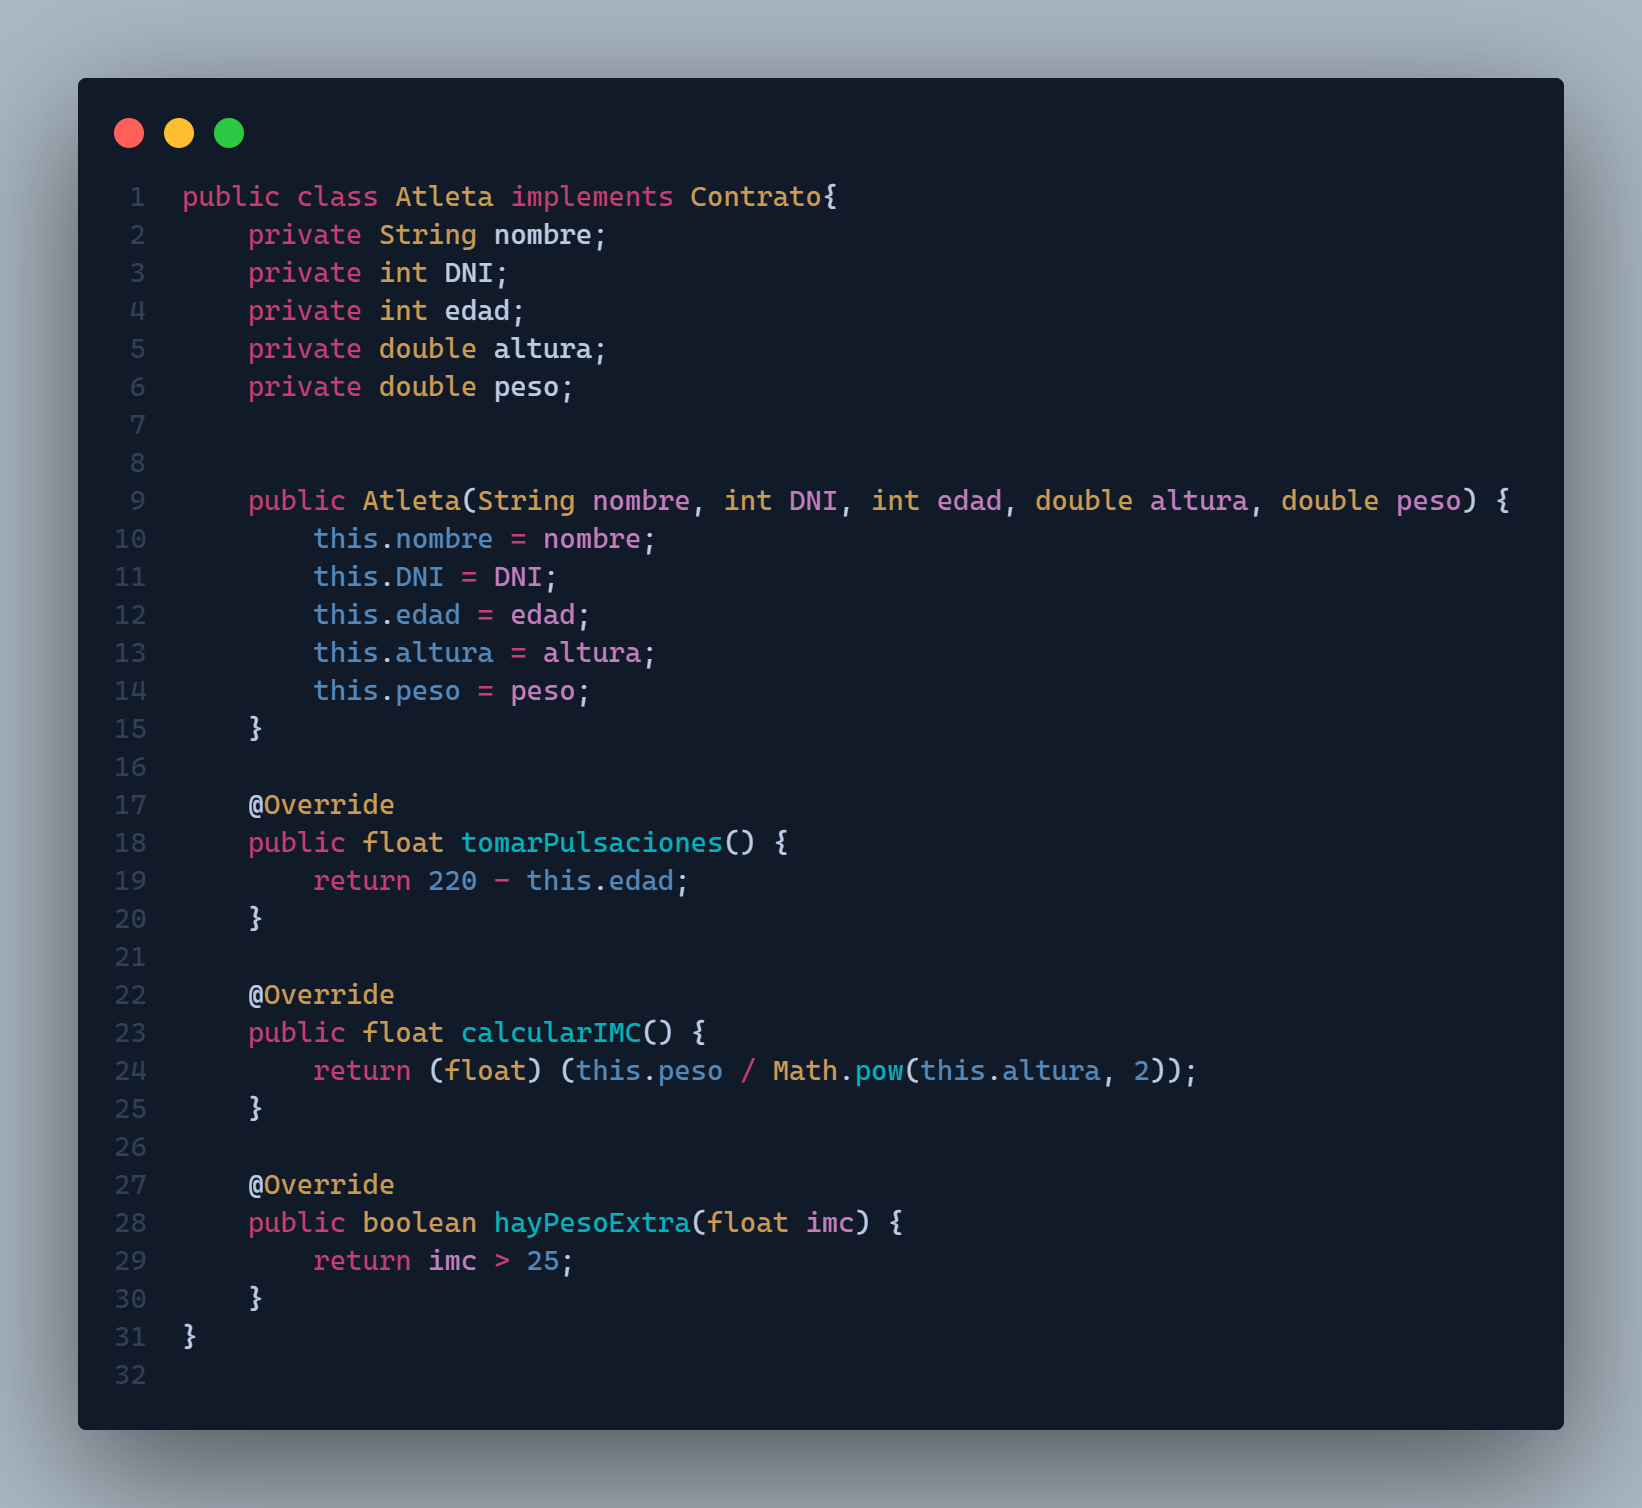 1 public class Atleta implements Contrato{
2     private String nombre;
3     private int DNI;
4     private int edad;
5     private double altura;
6     private double peso;
7
8
9     public Atleta(String nombre, int DNI, int edad, double altura, double peso) {
10         this.nombre = nombre;
11         this.DNI = DNI;
12         this.edad = edad;
13         this.altura = altura;
14         this.peso = peso;
15     }
16
17     @Override
18     public float tomarPulsaciones() {
19         return 220 - this.edad;
20     }
21
22     @Override
23     public float calcularIMC() {
24         return (float) (this.peso / Math.pow(this.altura, 2));
25     }
26
27     @Override
28     public boolean hayPesoExtra(float imc) {
29         return imc > 25;
30     }
31 }
32